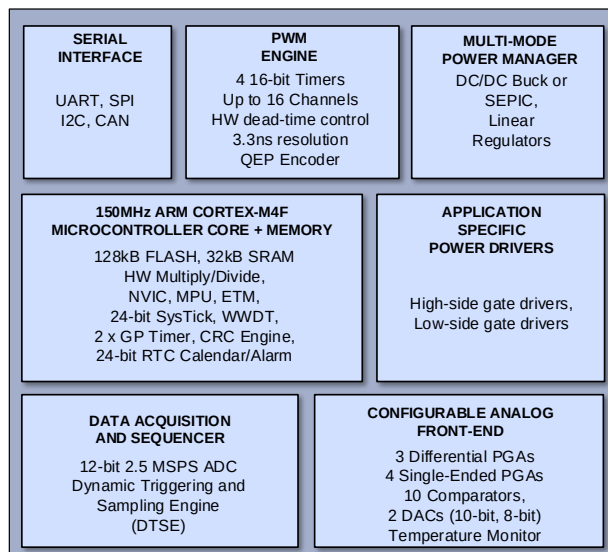 SERIAL
INTERFACE
UART, SPI
I2C, CAN
PWM
ENGINE
4 16-bit Timers
Up to 16 Channels
HW dead-time control
3.3ns resolution
QEP Encoder
MULTI-MODE
POWER MANAGER
DC/DC Buck or
SEPIC,
Linear
Regulators
150MHz ARM CORTEX-M4F
MICROCONTROLLER CORE + MEMORY
128kB FLASH, 32kB SRAM
HW Multiply/Divide,
NVIC, MPU, ETM,
24-bit SysTick, WWDT,
2 x GP Timer, CRC Engine,
24-bit RTC Calendar/Alarm
APPLICATION
SPECIFIC
POWER DRIVERS
High-side gate drivers,
Low-side gate drivers
DATA ACQUISITION
AND SEQUENCER
12-bit 2.5 MSPS ADC
Dynamic Triggering and
Sampling Engine
(DTSE)
CONFIGURABLE ANALOG
FRONT-END
3 Differential PGAs
4 Single-Ended PGAs
10 Comparators,
2 DACs (10-bit, 8-bit)
Temperature Monitor